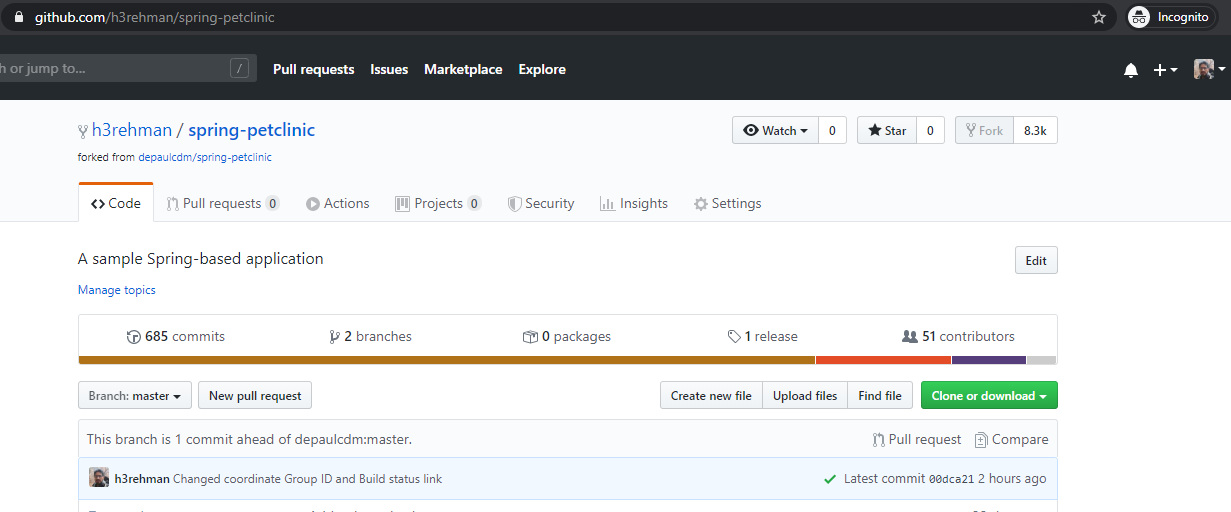 github.com/h3rehman/spring-petclinic Incognito
h or jump to... / Pull requests Issues Marketplace Explore
h3rehman / spring-petclinic Watch 0 Star 0 Fork 8.3k
forked from depaulcdm/spring-petclinic
Code Pull requests 0 Actions Projects 0 Security Insights Settings
A sample Spring-based application Edit
Manage topics
685 commits 2 branches 0 packages 1 release 51 contributors
Branch: master New pull request Create new file Upload files Find file Clone or download
This branch is 1 commit ahead of depaulcdm:master. Pull request Compare
h3rehman Changed coordinate Group ID and Build status link Latest commit 00dca21 2 hours ago